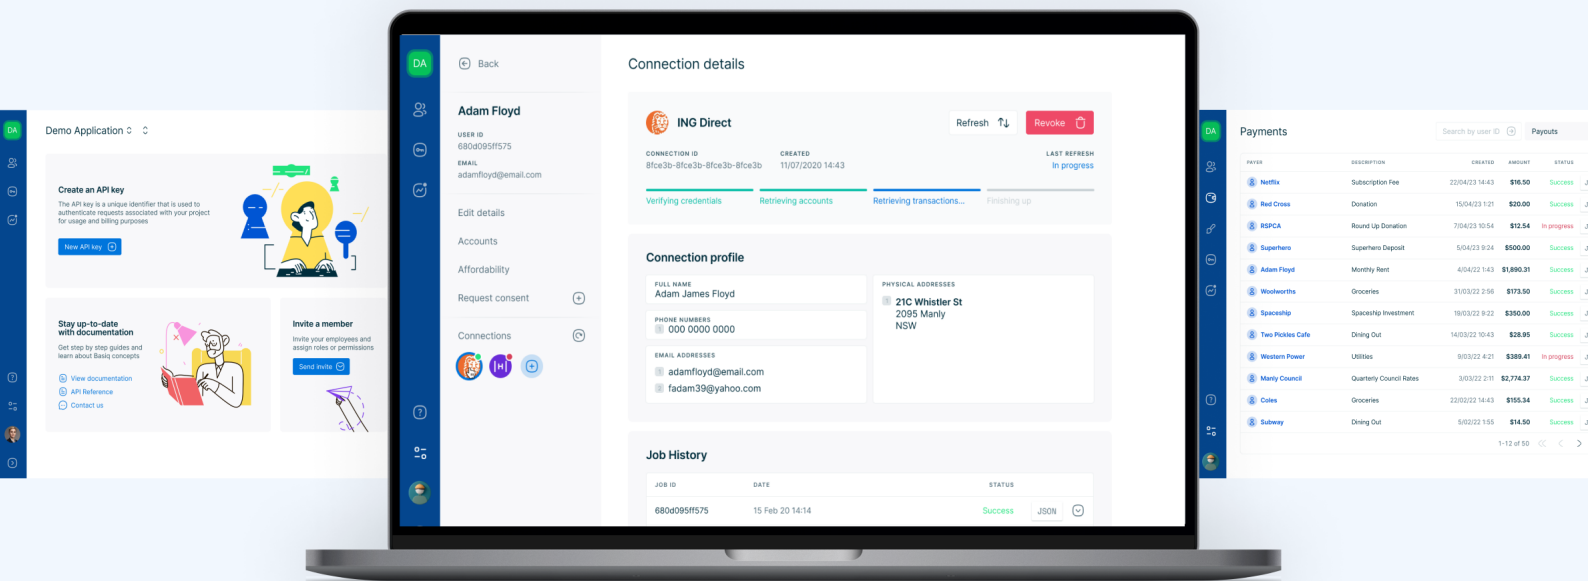 DA
Demo Application
Create an API key
The API key is a unique identifier that is used to
authenticate requests associated with your project
for usage and billing purposes
New API key
Stay up-to-date
with documentation
Get step by step guides and
learn about Basiq concepts
View documentation
API Reference
Contact us
Invite a member
Invite your employees and
assign roles or permissions
Send invite
DA
Back
Adam Floyd
USER ID
680d095ff575
EMAIL
adamfloyd@email.com
Edit details
Accounts
Affordability
Request consent
Connections
H
Connection details
ING Direct
Refresh
Revoke
CONNECTION ID CREATED LAST REFRESH
8fce3b-8fce3b-8fce3b-8fce3b 11/07/2020 14:43 In progress
Verifying credentials Retrieving accounts Retrieving transactions... Finishing up
Connection profile
FULL NAME
Adam James Floyd
PHONE NUMBERS
1 000 0000 0000
EMAIL ADDRESSES
1 adamfloyd@email.com
2 fadam39@yahoo.com
PHYSICAL ADDRESSES
1 21C Whistler St
2095 Manly
NSW
Job History
JOB ID DATE STATUS
680d095ff575 15 Feb 20 14:14 Success JSON
DA
Payments
Search by user ID
Payouts
PAYER DESCRIPTION CREATED AMOUNT STATUS
Netflix Subscription Fee 22/04/23 14:43 $16.50 Success J
Red Cross Donation 15/04/23 1:21 $20.00 Success J
RSPCA Round Up Donation 7/04/23 10:54 $12.54 In progress J
Superhero Superhero Deposit 5/04/23 9:24 $500.00 Success J
Adam Floyd Monthly Rent 4/04/22 1:43 $1,890.31 Success J
Woolworths Groceries 31/03/22 2:56 $173.50 Success J
Spaceship Spaceship Investment 19/03/22 9:22 $350.00 Success J
Two Pickles Cafe Dining Out 14/03/22 10:43 $28.95 Success J
Western Power Utilities 9/03/22 4:21 $389.41 In progress J
Manly Council Quarterly Council Rates 3/03/22 2:11 $2,774.37 Success J
Coles Groceries 22/02/22 14:43 $155.34 Success J
Subway Dining Out 5/02/22 1:55 $14.50 Success J
1-12 of 50